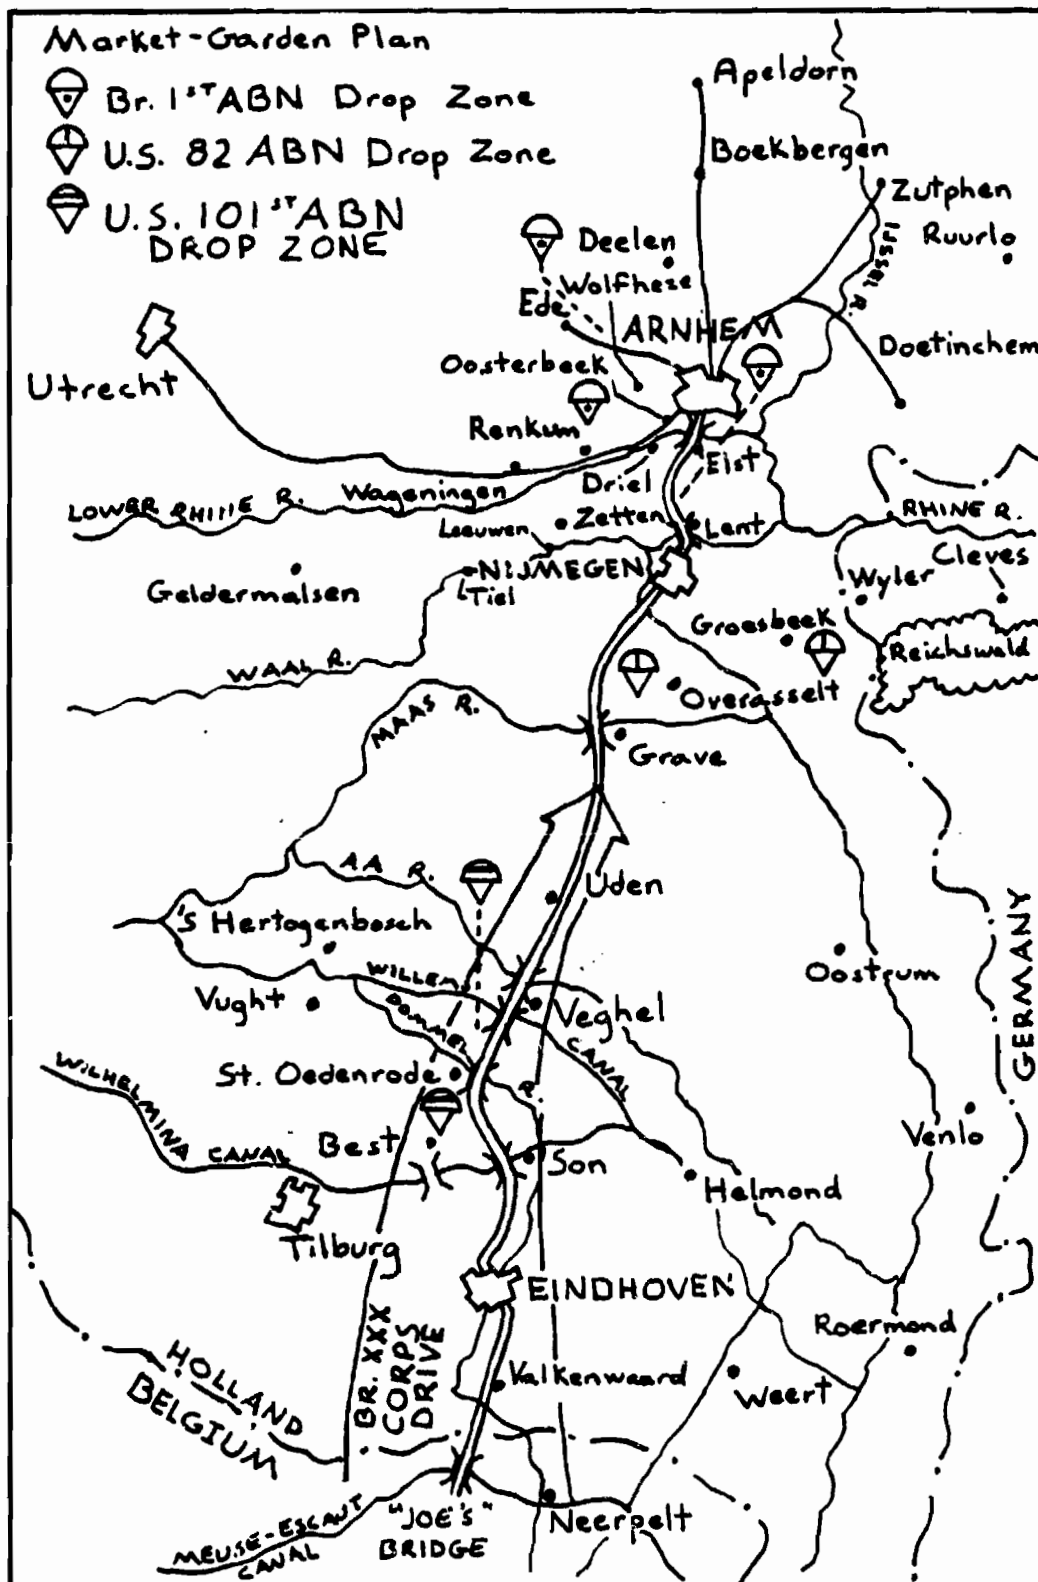 Market-Garden Plan
Br. 1ST ABN Drop Zone
U.S. 82 ABN Drop Zone
U.S. 101ST ABN
DROP ZONE
Apeldorn
Boekbergen
Zutphen
Ruurlo
IJSSEL R.
Deelen
Wolfheze
Ede
ARNHEM
Doetinchem
Oosterbeek
Utrecht
Renkum
Elst
Driel
Wageningen
LOWER RHINE R.
RHINE R.
Zetten
Lent
Leeuwen
Cleves
NIJMEGEN
Wyler
Tiel
Geldermalsen
Groesbeek
Reichswald
WAAL R.
Overasselt
MAAS R.
Grave
AA R.
Uden
'S Hertogenbosch
Oostrum
GERMANY
WILLEM
CANAL
Vught
Veghel
DOMMEL
R.
St. Oedenrode
WILHELMINA CANAL
Best
Son
Venlo
Helmond
Tilburg
EINDHOVEN
Roermond
BR. XXX
CORPS
DRIVE
HOLLAND
BELGIUM
Valkenwaard
Weert
MEUSE-ESCAUT
CANAL
"JOE'S"
BRIDGE
Neerpelt